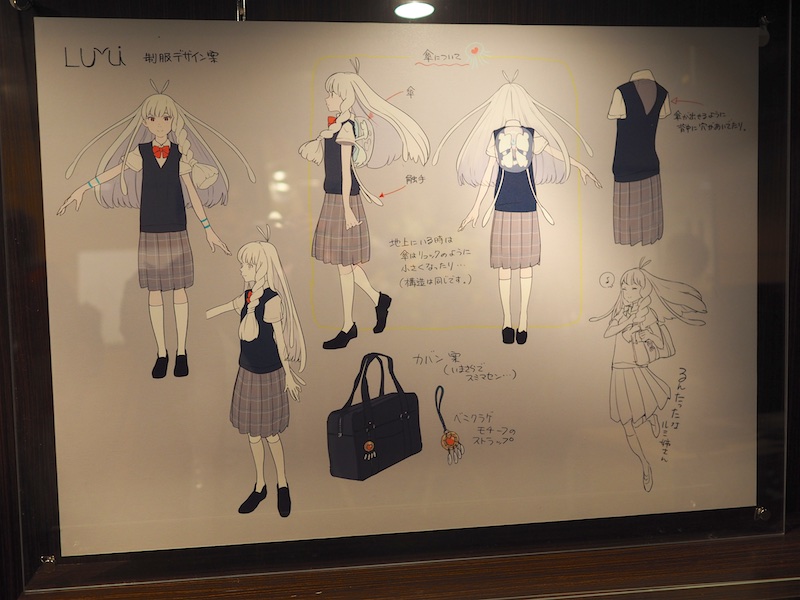 LUMi 制服デザイン案
傘について
傘
触手
地上にいる時は
傘はリュックのように
小さくなったり…
(構造は同じです。)
傘が出せるように
背中に穴があいてたり。
カバン案
(いまさらで
スミマセン…)
ベニクラゲ
モチーフの
ストラップ
るんたったな
ルミ姉さん